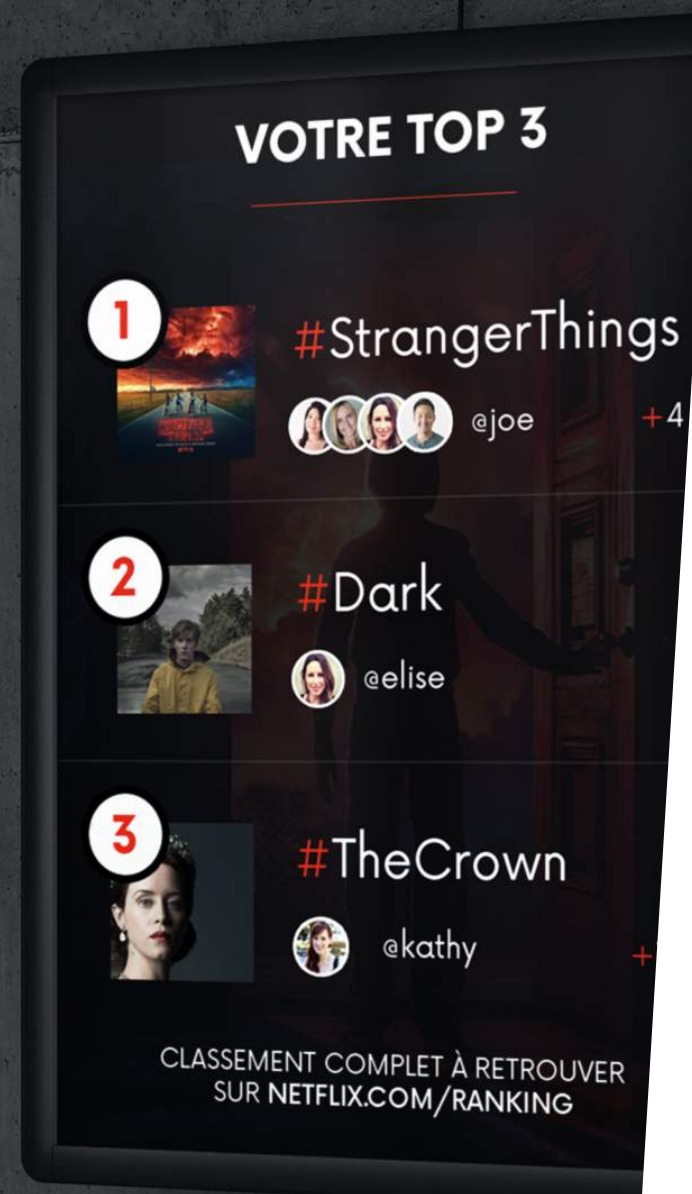 VOTRE TOP 3
1
#StrangerThings
@joe
+4
2
#Dark
@elise
3
#TheCrown
@kathy
+
CLASSEMENT COMPLET À RETROUVER
SUR NETFLIX.COM/RANKING